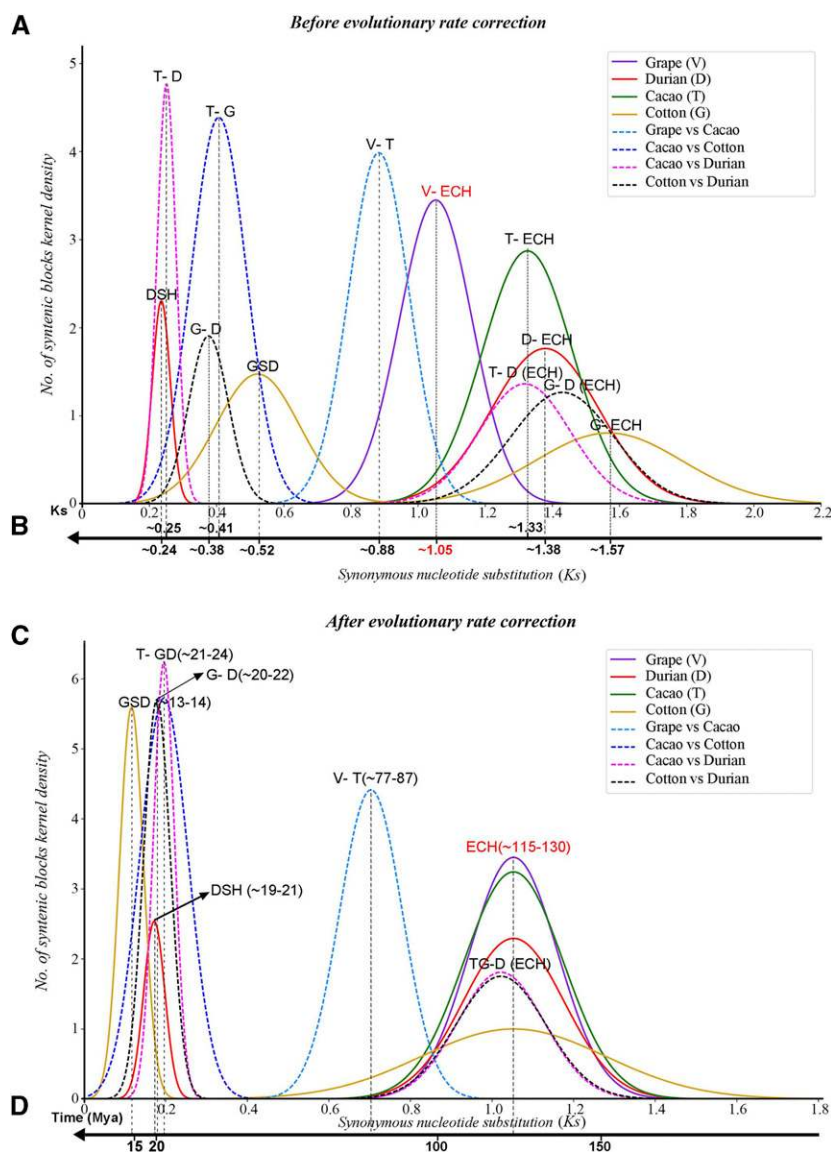 A
Before evolutionary rate correction
No. of syntenic blocks kernel density
5
4
3
2
1
0
T- D
T- G
V- T
V- ECH
T- ECH
DSH
G- D
GSD
D- ECH
T- D (ECH)
G- D (ECH)
G- ECH
Grape (V)
Durian (D)
Cacao (T)
Cotton (G)
Grape vs Cacao
Cacao vs Cotton
Cacao vs Durian
Cotton vs Durian
Ks 0.2 0.4 0.6 0.8 1.0 1.2 1.4 1.6 1.8 2.0 2.2
B
~0.25 ~0.41 ~1.33
~0.24 ~0.38 ~0.52 ~0.88 ~1.05 ~1.38 ~1.57
Synonymous nucleotide substitution (Ks)
C
After evolutionary rate correction
No. of syntenic blocks kernel density
6
5
4
3
2
1
0
T- GD(~21-24)
G- D(~20-22)
GSD (~13-14)
V- T(~77-87)
ECH(~115-130)
DSH (~19-21)
TG-D (ECH)
Grape (V)
Durian (D)
Cacao (T)
Cotton (G)
Grape vs Cacao
Cacao vs Cotton
Cacao vs Durian
Cotton vs Durian
0 0.2 0.4 0.6 0.8 1.0 1.2 1.4 1.6 1.8
D
Time (Mya)
Synonymous nucleotide substitution (Ks)
15 20 100 150